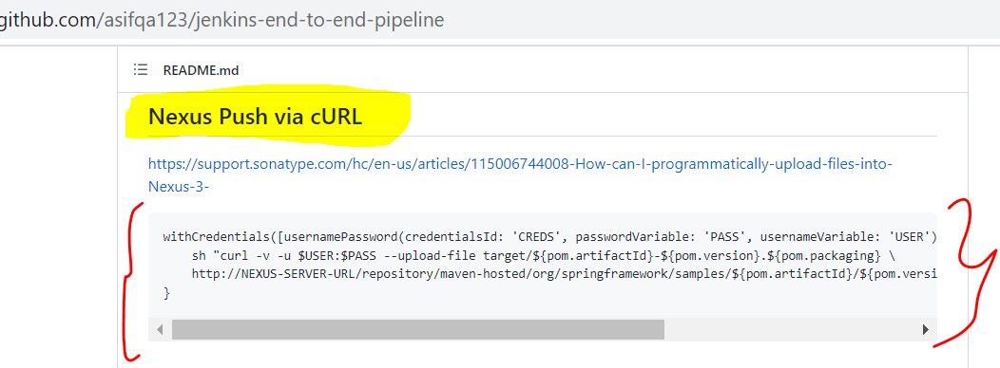 github.com/asifqa123/jenkins-end-to-end-pipeline
README.md
Nexus Push via cURL
https://support.sonatype.com/hc/en-us/articles/115006744008-How-can-I-programmatically-upload-files-into-
Nexus-3-
withCredentials([usernamePassword(credentialsId: 'CREDS', passwordVariable: 'PASS', usernameVariable: 'USER')
sh "curl -v -u $USER:$PASS --upload-file target/${pom.artifactId}-${pom.version}.${pom.packaging} \
http://NEXUS-SERVER-URL/repository/maven-hosted/org/springframework/samples/${pom.artifactId}/${pom.versi
}